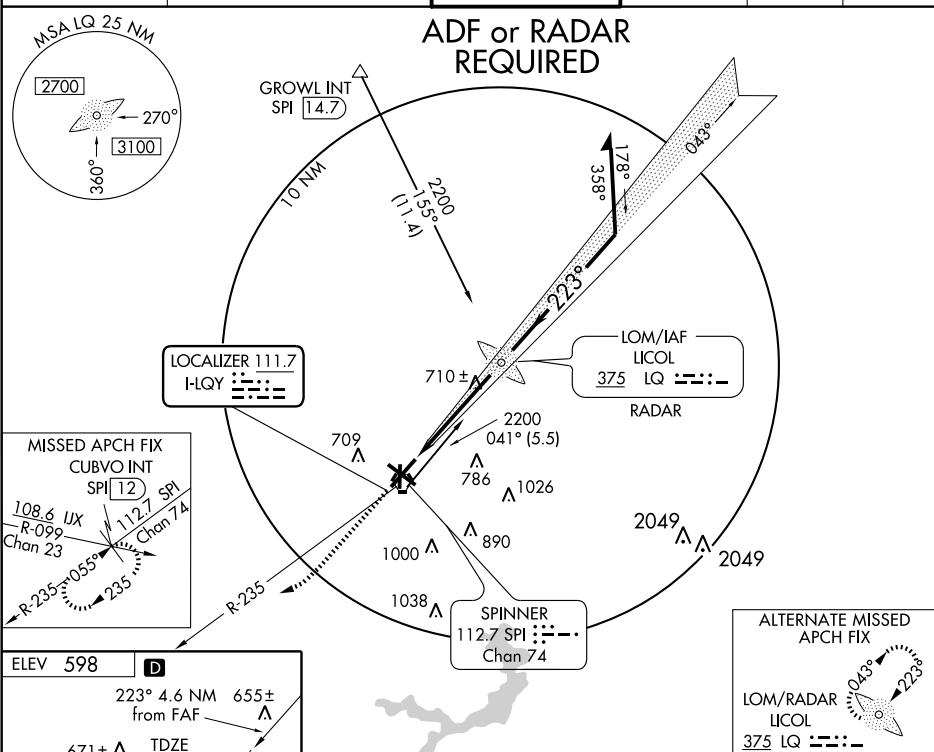 MSA LQ 25 NM
2700
270°
3100
360°
ADF or RADAR
REQUIRED
GROWL INT
SPI 14.7
10 NM
2200
155°
(11.4)
178°
358°
043°
223°
LOCALIZER 111.7
I-LQY
LOM/IAF
LICOL
375 LQ
RADAR
710 ±
709
2200
041° (5.5)
786
1026
890
1000
1038
2049
2049
R-235
MISSED APCH FIX
CUBVO INT
SPI 12
108.6 IJX
R-099
Chan 23
112.7 SPI
Chan 74
R-235
055°
235
SPINNER
112.7 SPI
Chan 74
ALTERNATE MISSED
APCH FIX
043°
223°
LOM/RADAR
LICOL
375 LQ
ELEV 598 D
223° 4.6 NM
from FAF
655±
671±
TDZE